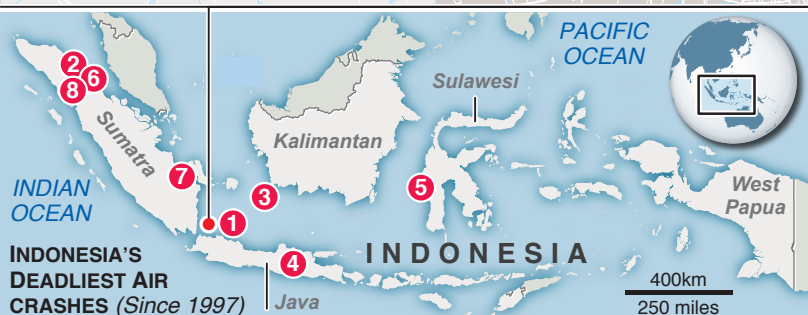 PACIFIC
OCEAN
Sulawesi
2
6
8
Sumatra
Kalimantan
7
3
5
West
Papua
INDIAN
OCEAN
1
INDONESIA
4
INDONESIA'S
DEADLIEST AIR
CRASHES (Since 1997)
Java
400km
250 miles